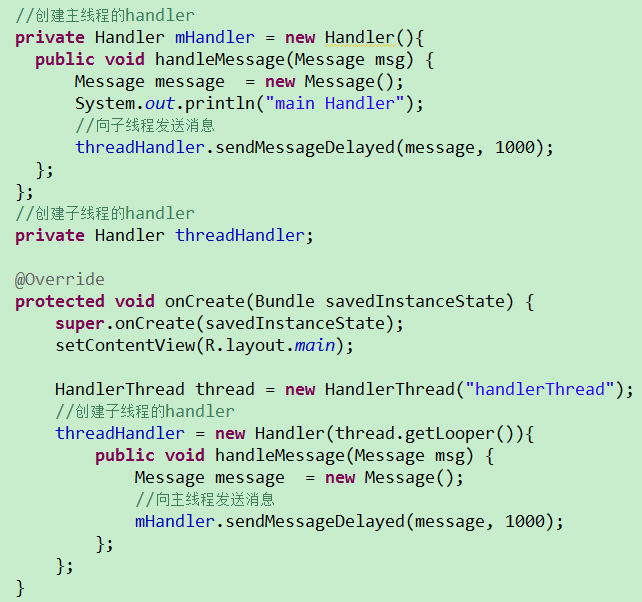 //创建主线程的handler
private Handler mHandler = new Handler(){
  public void handleMessage(Message msg) {
      Message message  = new Message();
      System.out.println("main Handler");
      //向子线程发送消息
      threadHandler.sendMessageDelayed(message, 1000);
  };
};
//创建子线程的handler
private Handler threadHandler;

@Override
protected void onCreate(Bundle savedInstanceState) {
    super.onCreate(savedInstanceState);
    setContentView(R.layout.main);

    HandlerThread thread = new HandlerThread("handlerThread");
    //创建子线程的handler
    threadHandler = new Handler(thread.getLooper()){
        public void handleMessage(Message msg) {
            Message message  = new Message();
            //向主线程发送消息
            mHandler.sendMessageDelayed(message, 1000);
        };
    };
}